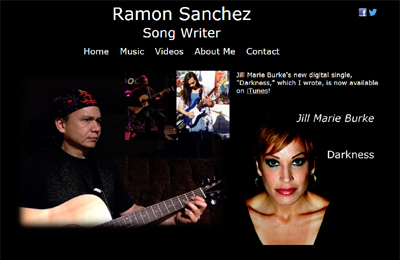 Ramon Sanchez
Song Writer
Home Music Videos About Me Contact
Jill Marie Burke's new digital single,
"Darkness," which I wrote, is now available
on iTunes!
Jill Marie Burke
Darkness